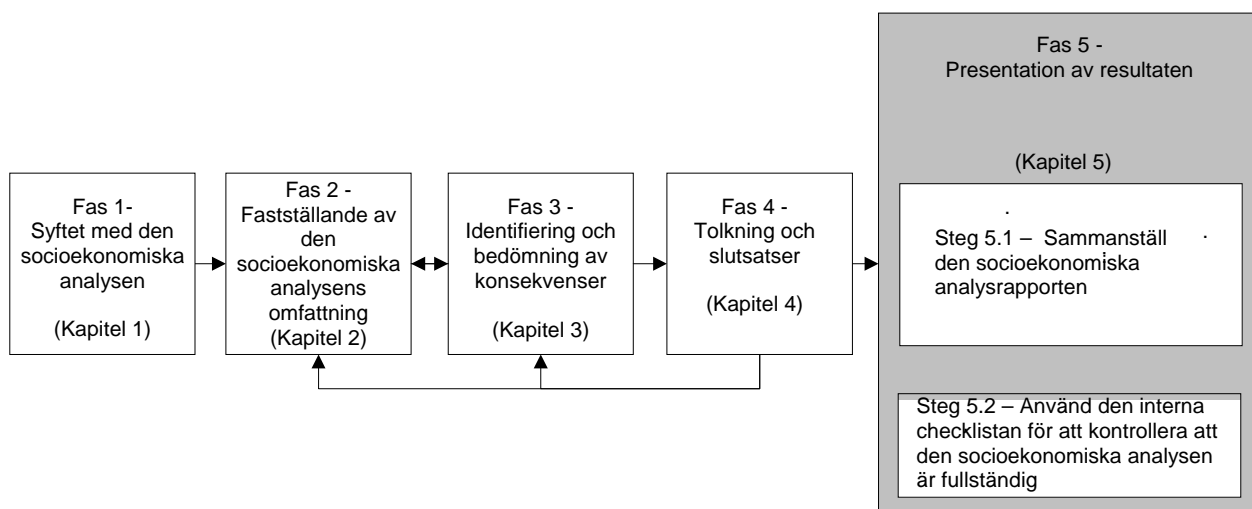 Fas 1-
Syftet med den
socioekonomiska
analysen
(Kapitel 1)
Fas 2 -
Fastställande av
den
socioekonomiska
analysens
omfattning
(Kapitel 2)
Fas 3 -
Identifiering och
bedömning av
konsekvenser
(Kapitel 3)
Fas 4 -
Tolkning och
slutsatser
(Kapitel 4)
Fas 5 -
Presentation av resultaten
(Kapitel 5)
Steg 5.1 – Sammanställ
den socioekonomiska
analysrapporten
Steg 5.2 – Använd den interna
checklistan för att kontrollera att
den socioekonomiska analysen
är fullständig